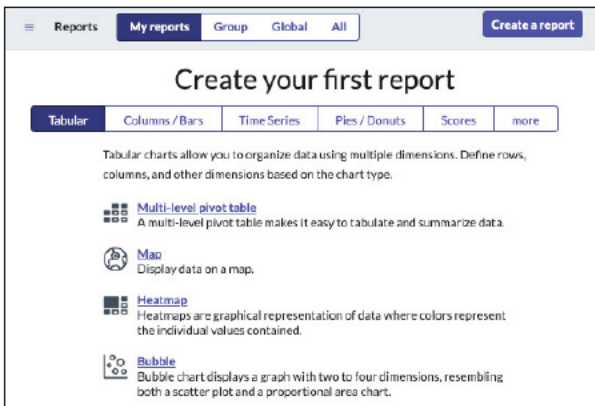 Reports My reports Group Global All Create a report
Create your first report
Tabular Columns / Bars Time Series Pies / Donuts Scores more
Tabular charts allow you to organize data using multiple dimensions. Define rows,
columns, and other dimensions based on the chart type.
Multi-level pivot table
A multi-level pivot table makes it easy to tabulate and summarize data.
Map
Display data on a map.
Heatmap
Heatmaps are graphical representation of data where colors represent
the individual values contained.
Bubble
Bubble chart displays a graph with two to four dimensions, resembling
both a scatter plot and a proportional area chart.